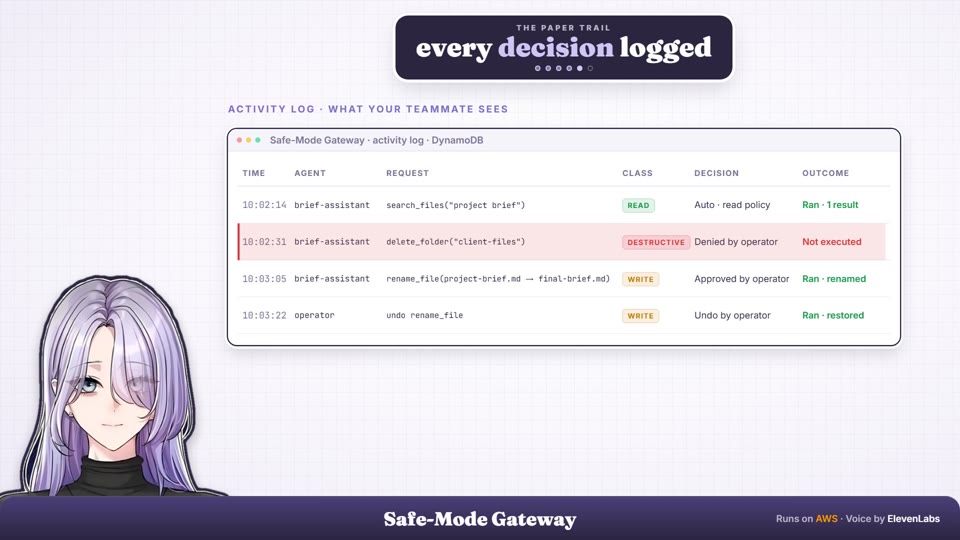 THE PAPER TRAIL
every decision logged
ACTIVITY LOG · WHAT YOUR TEAMMATE SEES
Safe-Mode Gateway · activity log · DynamoDB
TIME AGENT REQUEST CLASS DECISION OUTCOME
10:02:14 brief-assistant search_files("project brief") READ Auto · read policy Ran · 1 result
10:02:31 brief-assistant delete_folder("client-files") DESTRUCTIVE Denied by operator Not executed
10:03:05 brief-assistant rename_file(project-brief.md → final-brief.md) WRITE Approved by operator Ran · renamed
10:03:22 operator undo rename_file WRITE Undo by operator Ran · restored
Safe-Mode Gateway
Runs on AWS · Voice by ElevenLabs